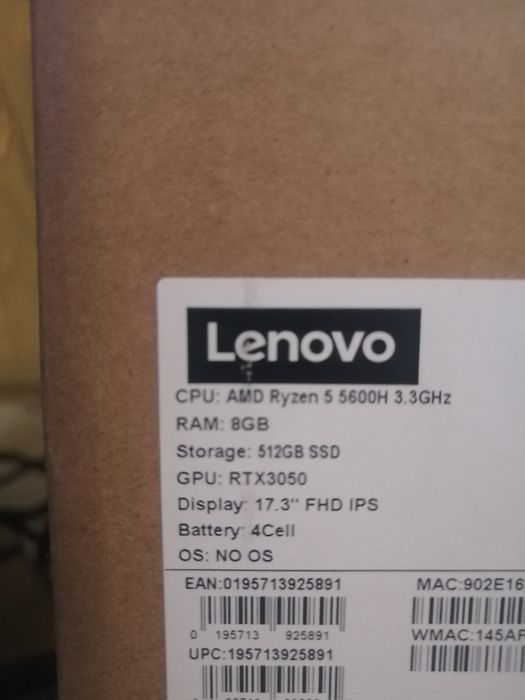 Lenovo
CPU: AMD Ryzen 5 5600H 3.3GHz
RAM: 8GB
Storage: 512GB SSD
GPU: RTX3050
Display: 17.3" FHD IPS
Battery: 4Cell
OS: NO OS
EAN:0195713925891
MAC:902E16
0 195713 925891
WMAC:145AF
UPC:195713925891